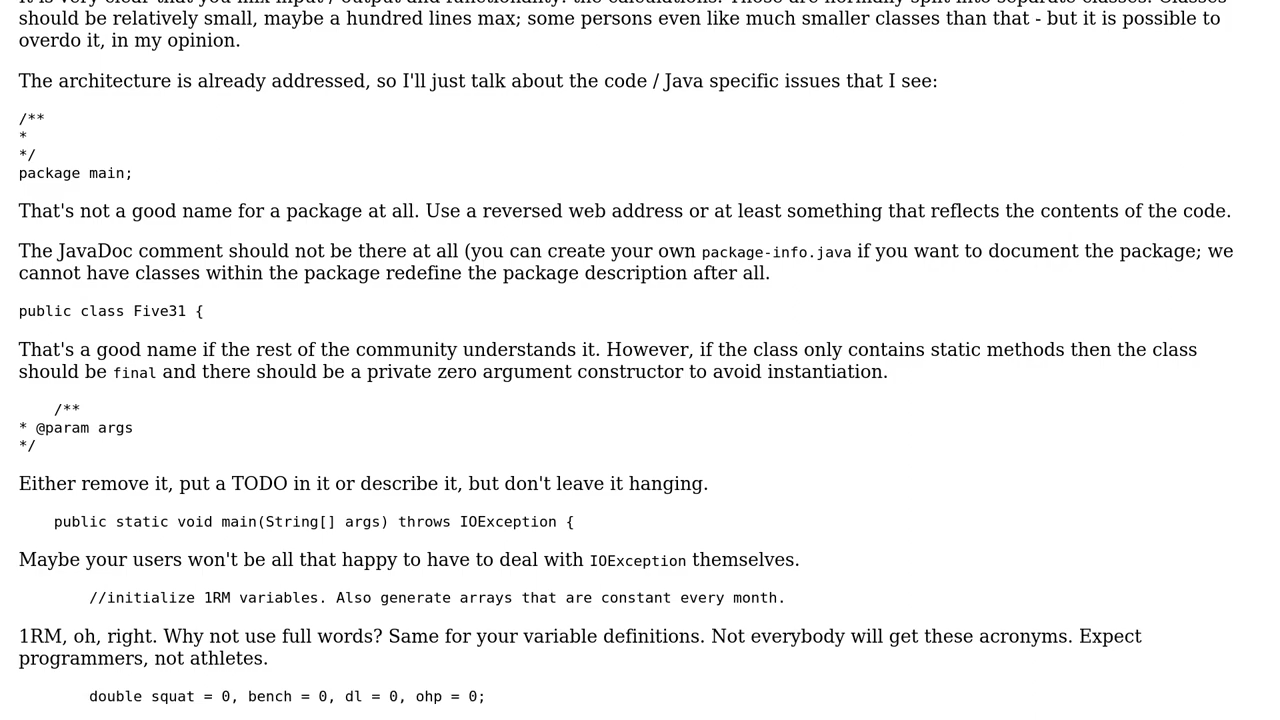 should be relatively small, maybe a hundred lines max; some persons even like much smaller classes than that - but it is possible to
overdo it, in my opinion.
The architecture is already addressed, so I'll just talk about the code / Java specific issues that I see:
/**
*
*/
package main;
That's not a good name for a package at all. Use a reversed web address or at least something that reflects the contents of the code.
The JavaDoc comment should not be there at all (you can create your own package-info.java if you want to document the package; we
cannot have classes within the package redefine the package description after all.
public class Five31 {
That's a good name if the rest of the community understands it. However, if the class only contains static methods then the class
should be final and there should be a private zero argument constructor to avoid instantiation.
/**
* @param args
*/
Either remove it, put a TODO in it or describe it, but don't leave it hanging.
public static void main(String[] args) throws IOException {
Maybe your users won't be all that happy to have to deal with IOException themselves.
//initialize 1RM variables. Also generate arrays that are constant every month.
1RM, oh, right. Why not use full words? Same for your variable definitions. Not everybody will get these acronyms. Expect
programmers, not athletes.
double squat = 0, bench = 0, dl = 0, ohp = 0;